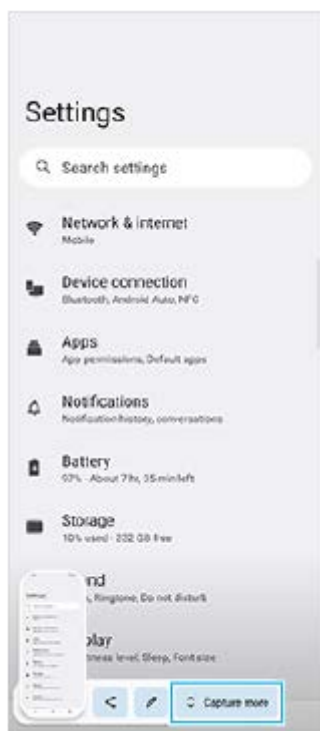 Settings
Search settings
Network & internet
Mobile
Device connection
Bluetooth, Android Auto, NFC
Apps
App permissions, Default apps
Notifications
Notification history, conversations
Battery
97% - About 79h, 35 min left
Storage
10% used - 232 GB free
nd
, Ringtone, Do not disturb
play
tness level, Sleep, Font size
Capture more